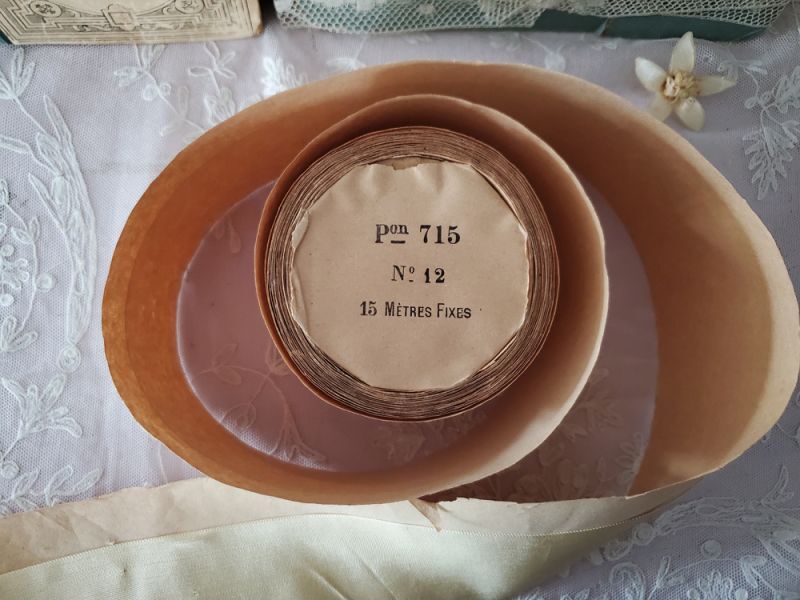 Pon 715
No 12
15 MÈTRES FIXES